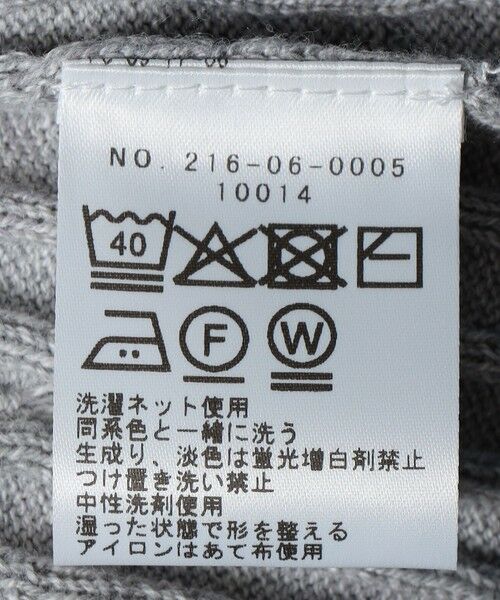 NO. 216-06-0005
10014
40
F
W
洗濯ネット使用
同系色と一緒に洗う
生成り、淡色は蛍光増白剤禁止
つけ置き洗い禁止
中性洗剤使用
湿った状態で形を整える
アイロンはあて布使用